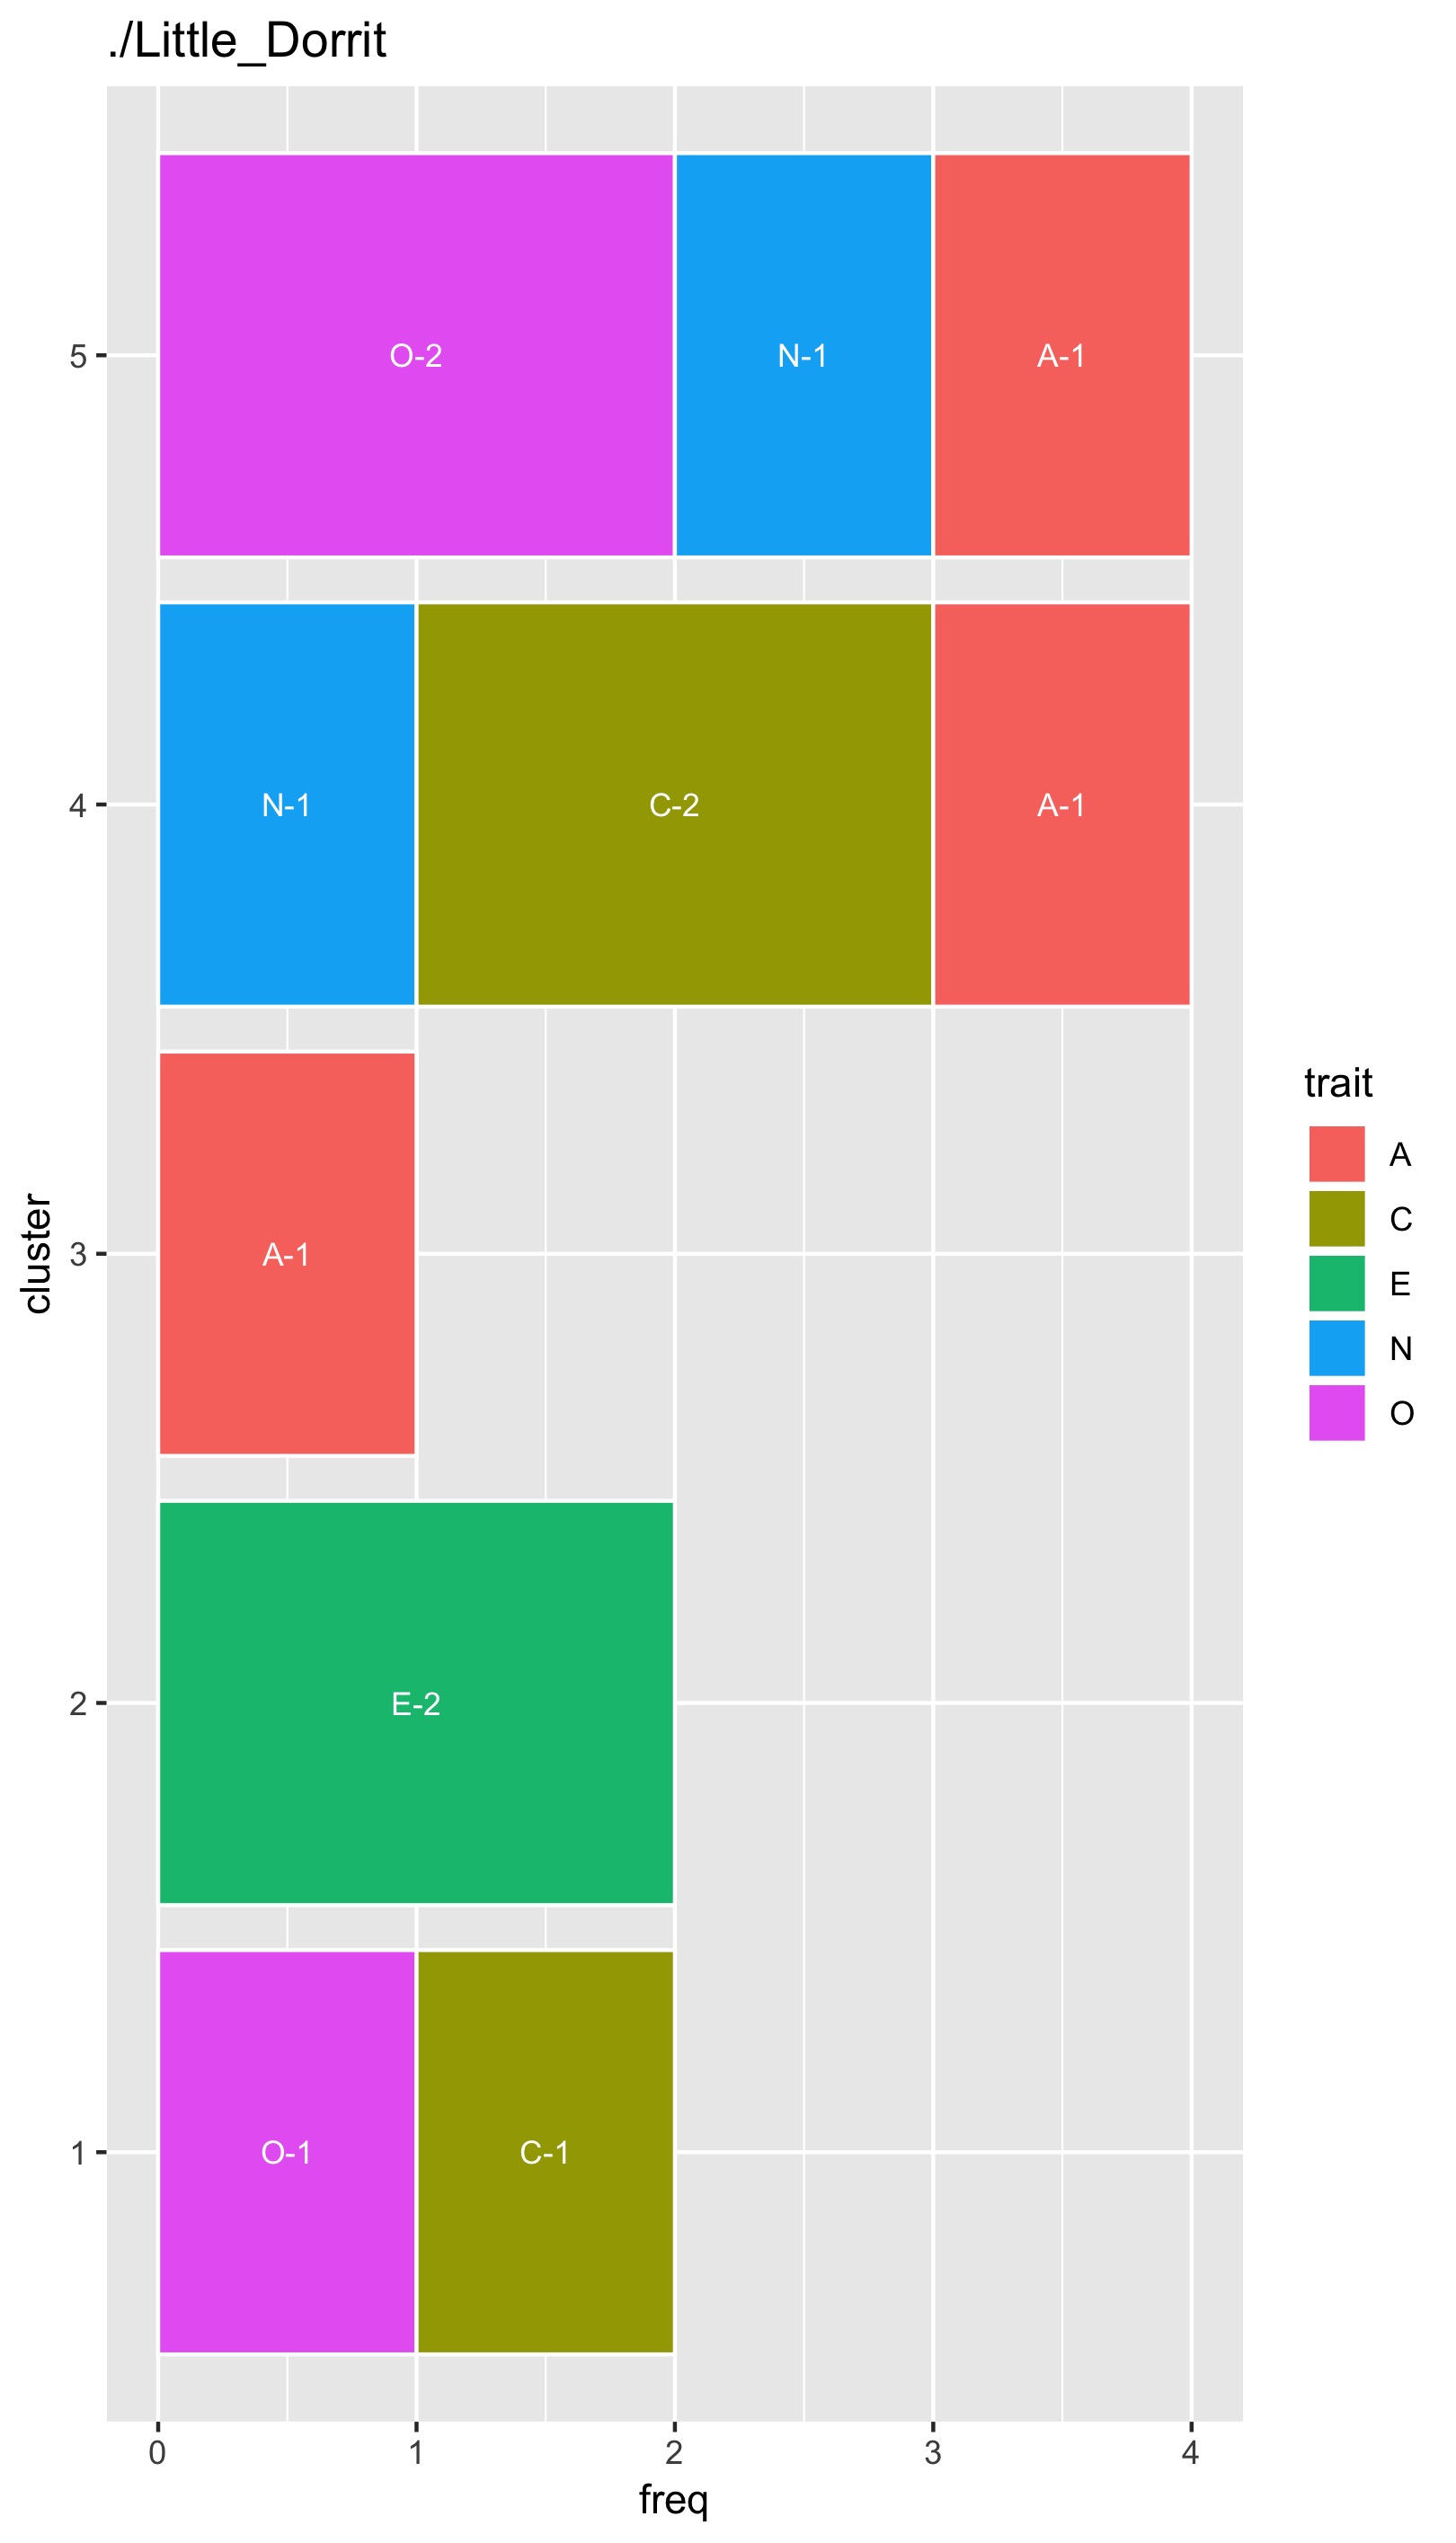 ./Little_Dorrit
5
O-2
N-1
A-1
4
N-1
C-2
A-1
cluster
3
A-1
2
E-2
1
O-1
C-1
0
1
2
3
4
freq
trait
A
C
E
N
O